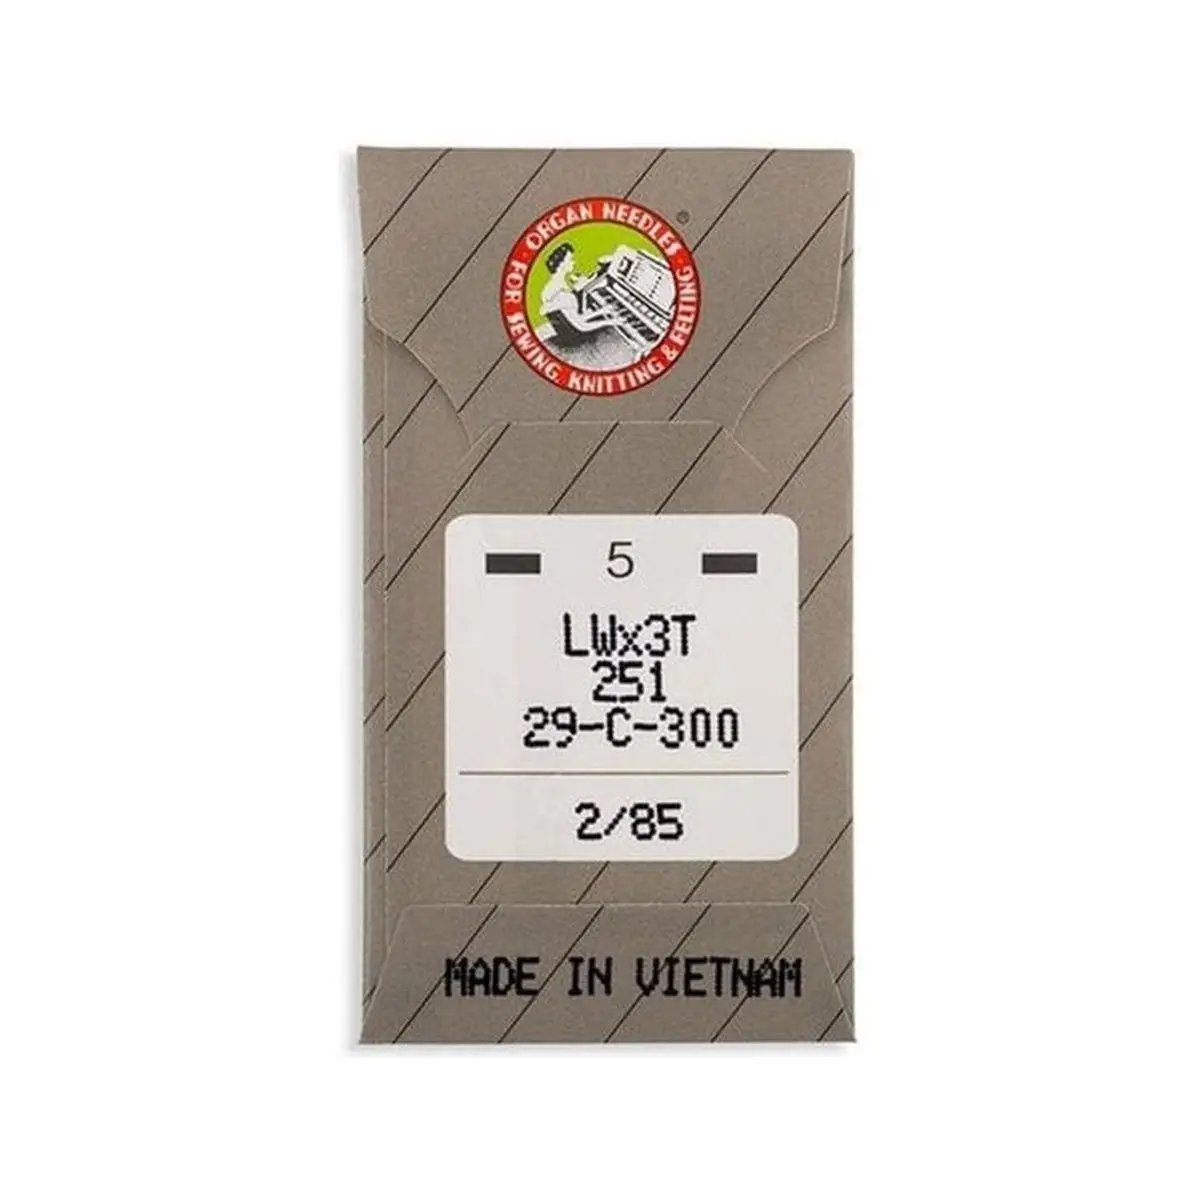 ORGAN NEEDLES ®
· FOR SEWING, KNITTING & FELTING ·
5
LWx3T
251
29-C-300
2/85
MADE IN VIETNAM